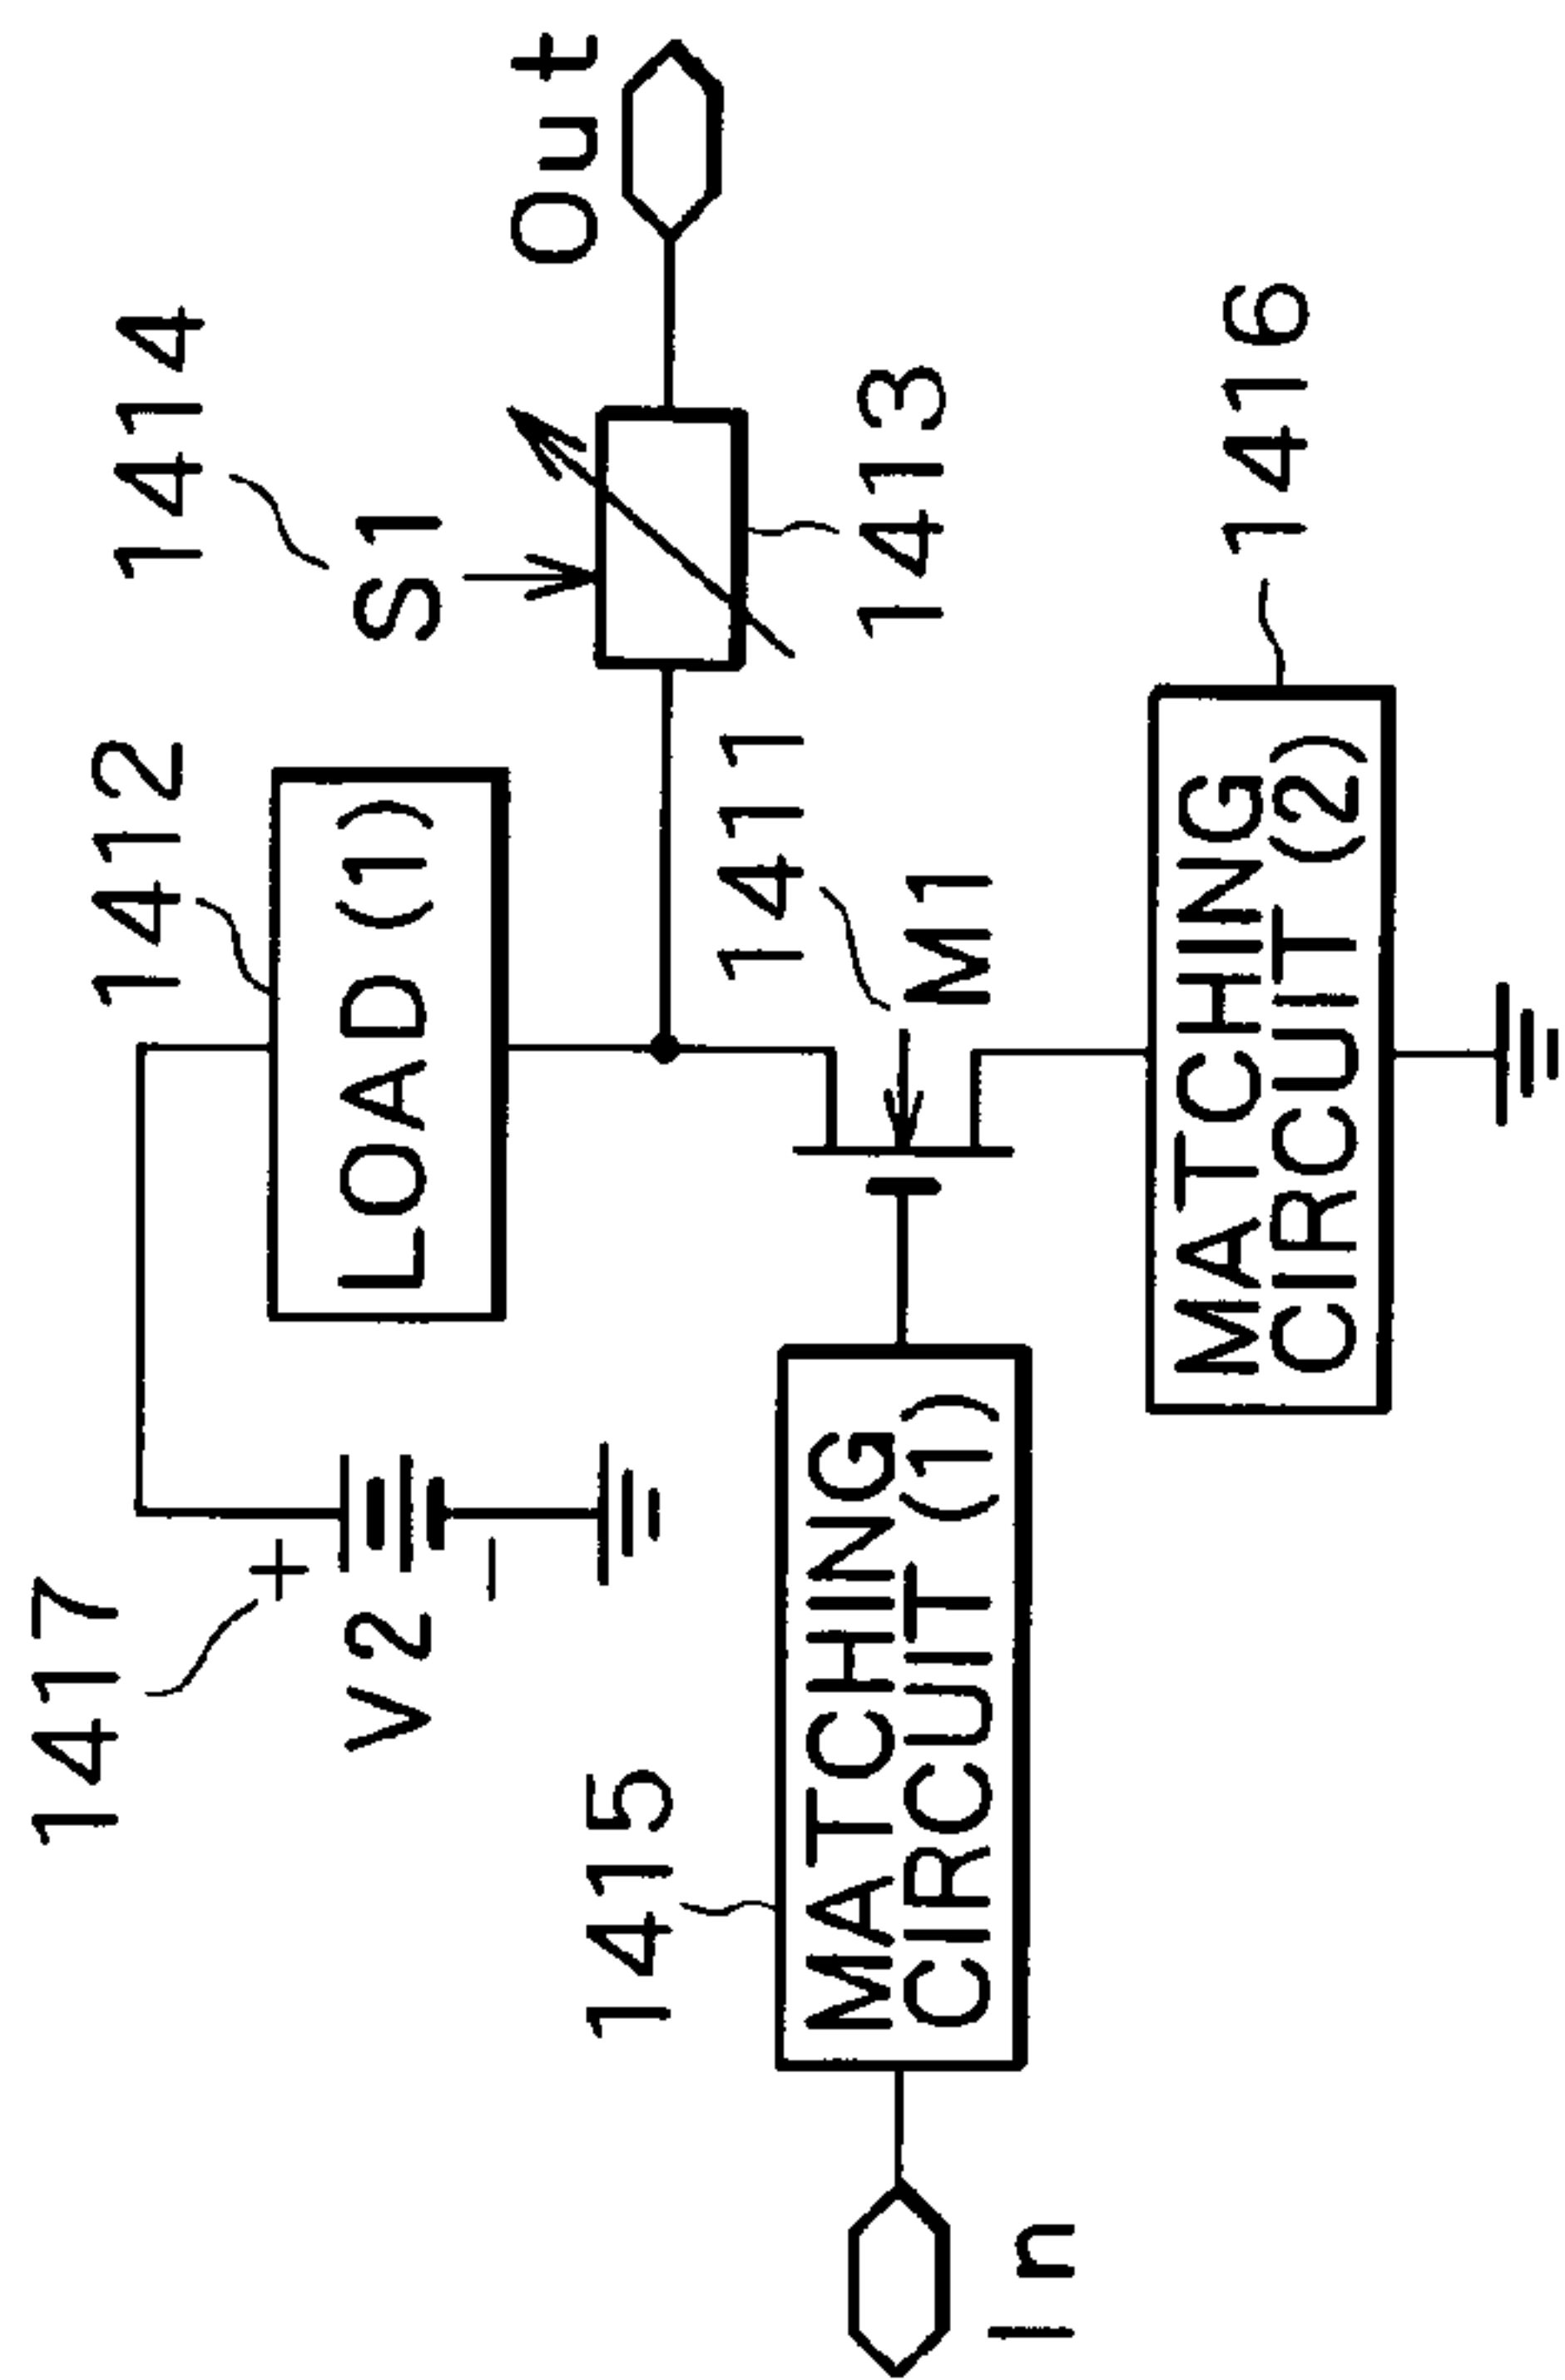 1417
+
V2
−
1412
LOAD (1)
1414
S1
Out
1413
1411
M1
1415
MATCHING
CIRCUIT (1)
In
1416
MATCHING
CIRCUIT (2)